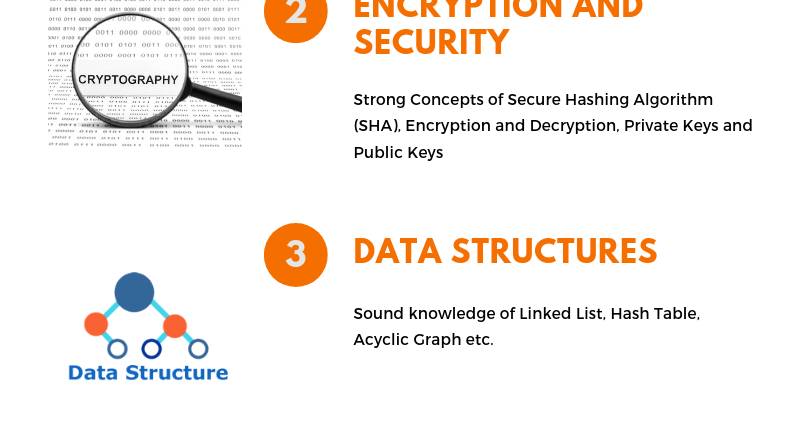 2
ENCRYPTION AND
SECURITY
CRYPTOGRAPHY
Strong Concepts of Secure Hashing Algorithm
(SHA), Encryption and Decryption, Private Keys and
Public Keys
3
DATA STRUCTURES
Sound knowledge of Linked List, Hash Table,
Acyclic Graph etc.
Data Structure